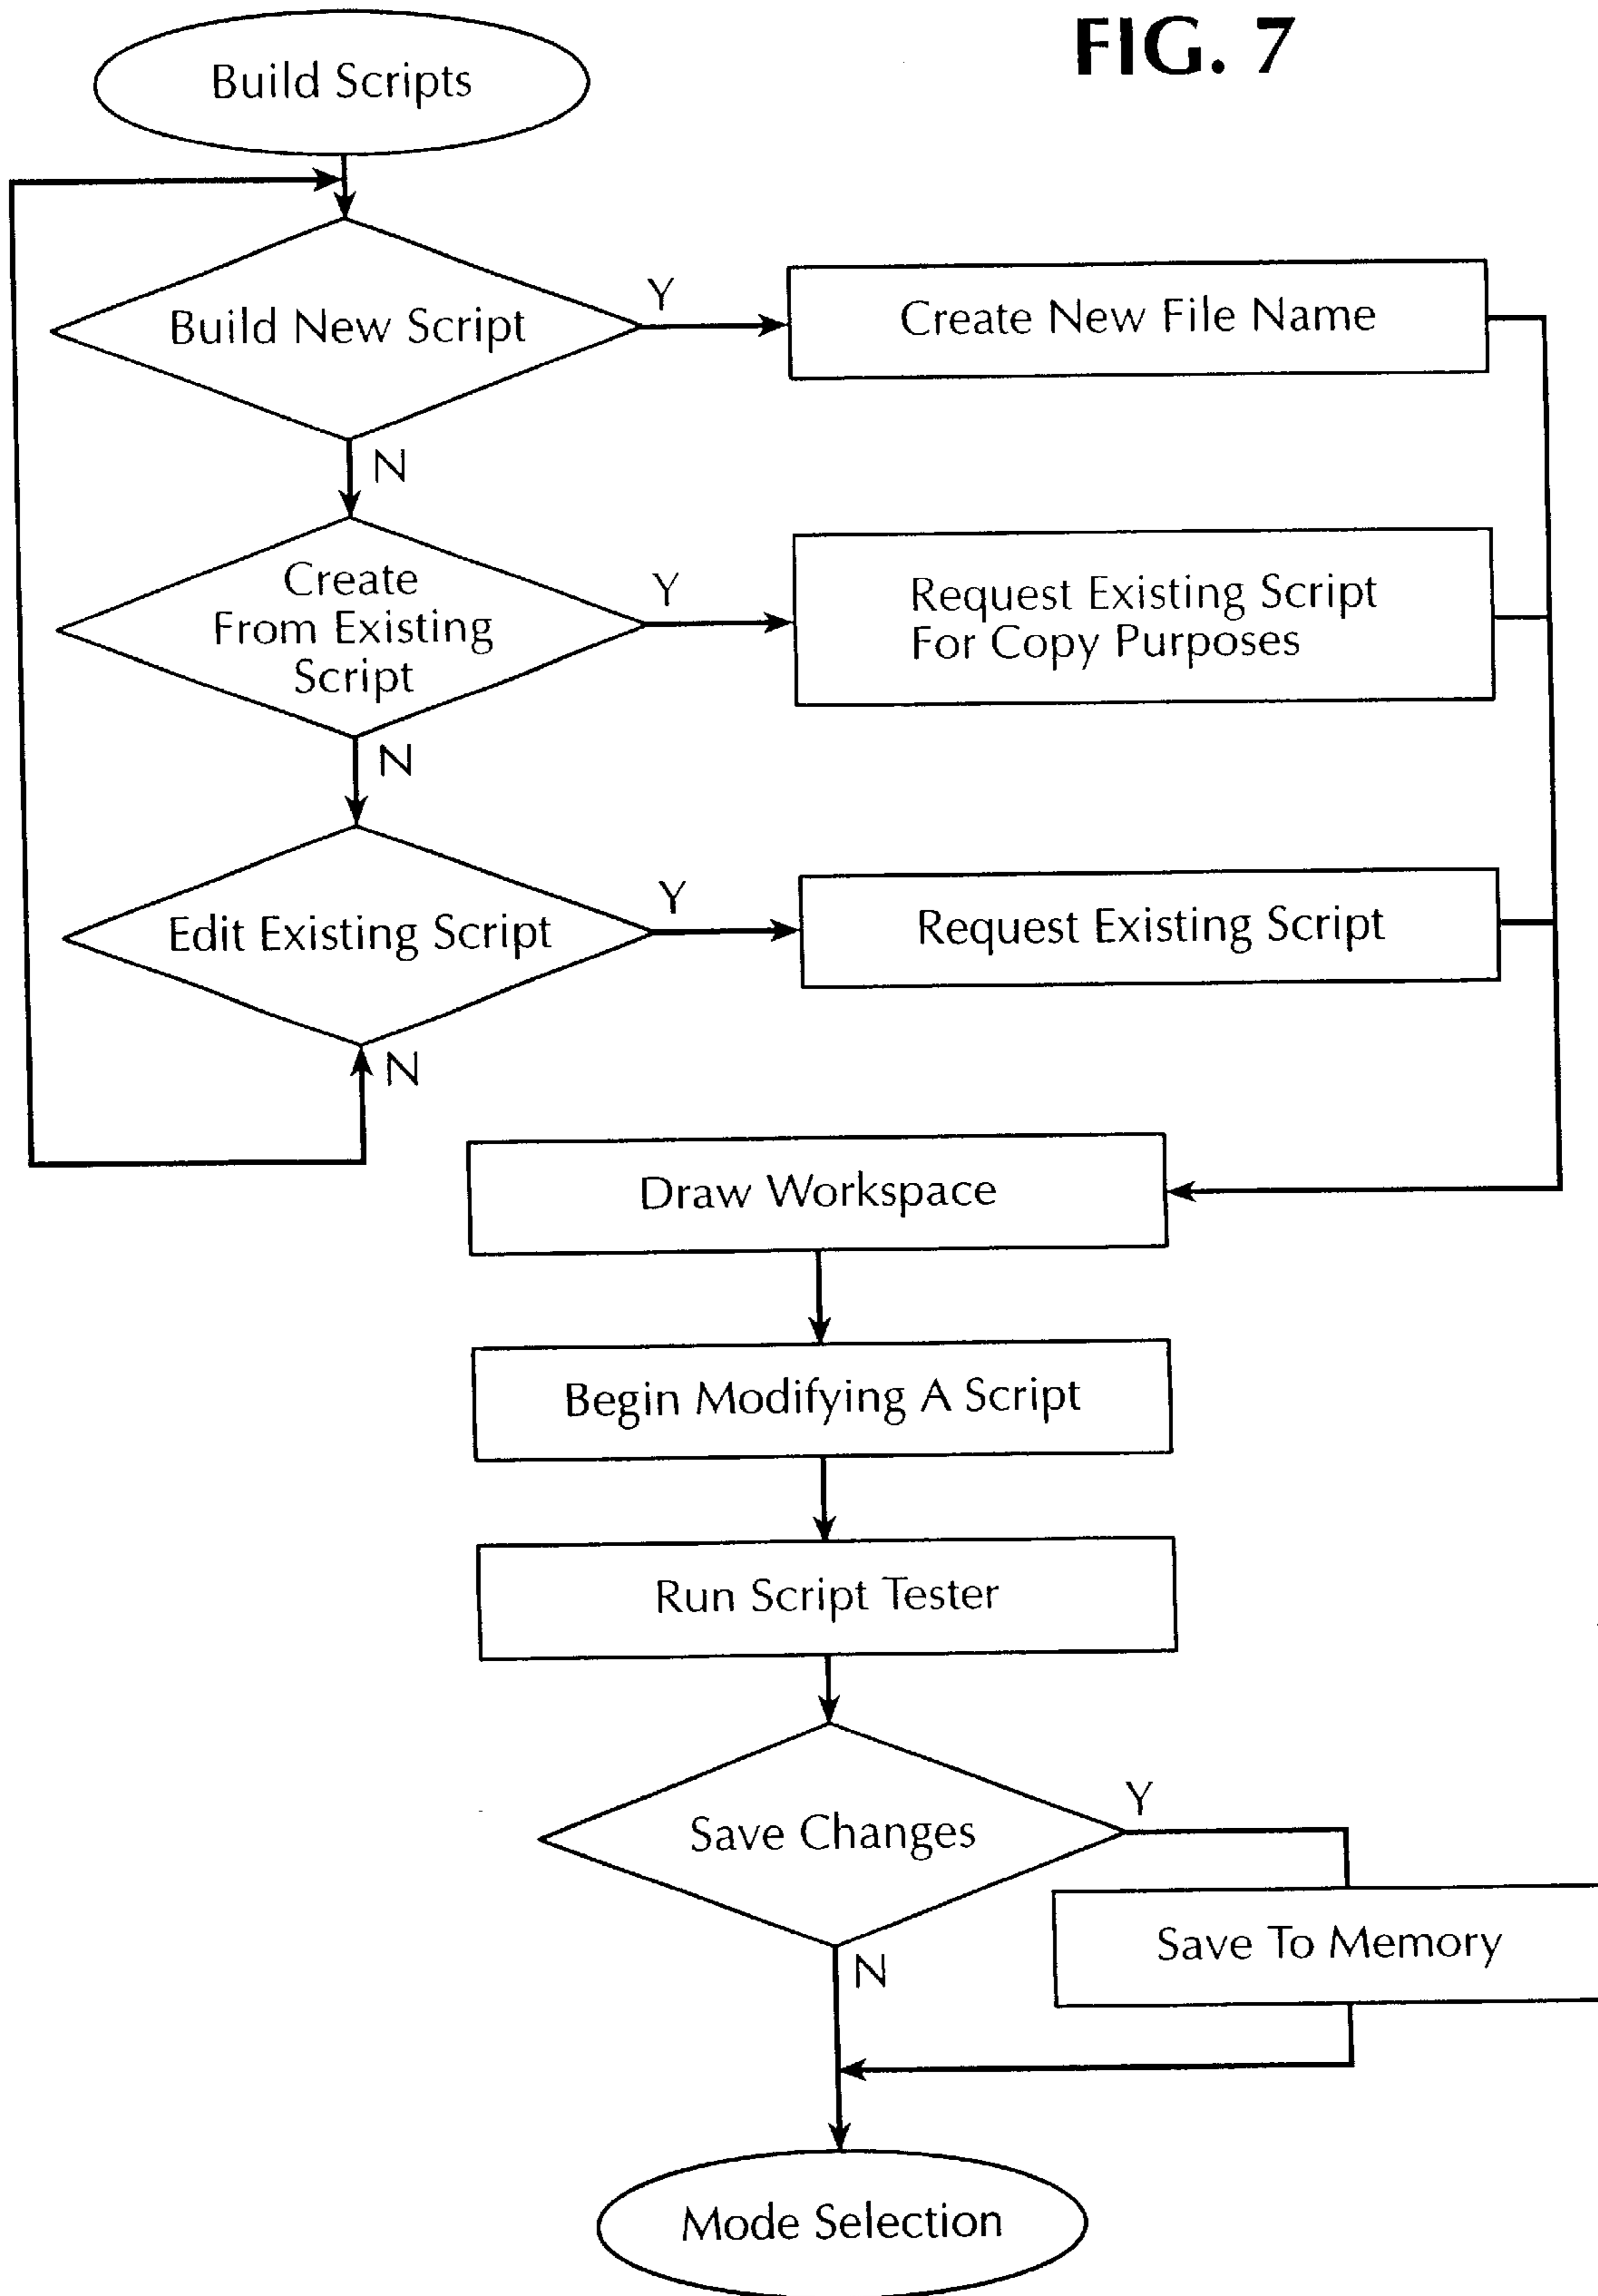 FIG. 7
Build Scripts
Build New Script
Y
Create New File Name
N
Create
From Existing
Script
Y
Request Existing Script
For Copy Purposes
N
Edit Existing Script
Y
Request Existing Script
N
Draw Workspace
Begin Modifying A Script
Run Script Tester
Save Changes
Y
Save To Memory
N
Mode Selection